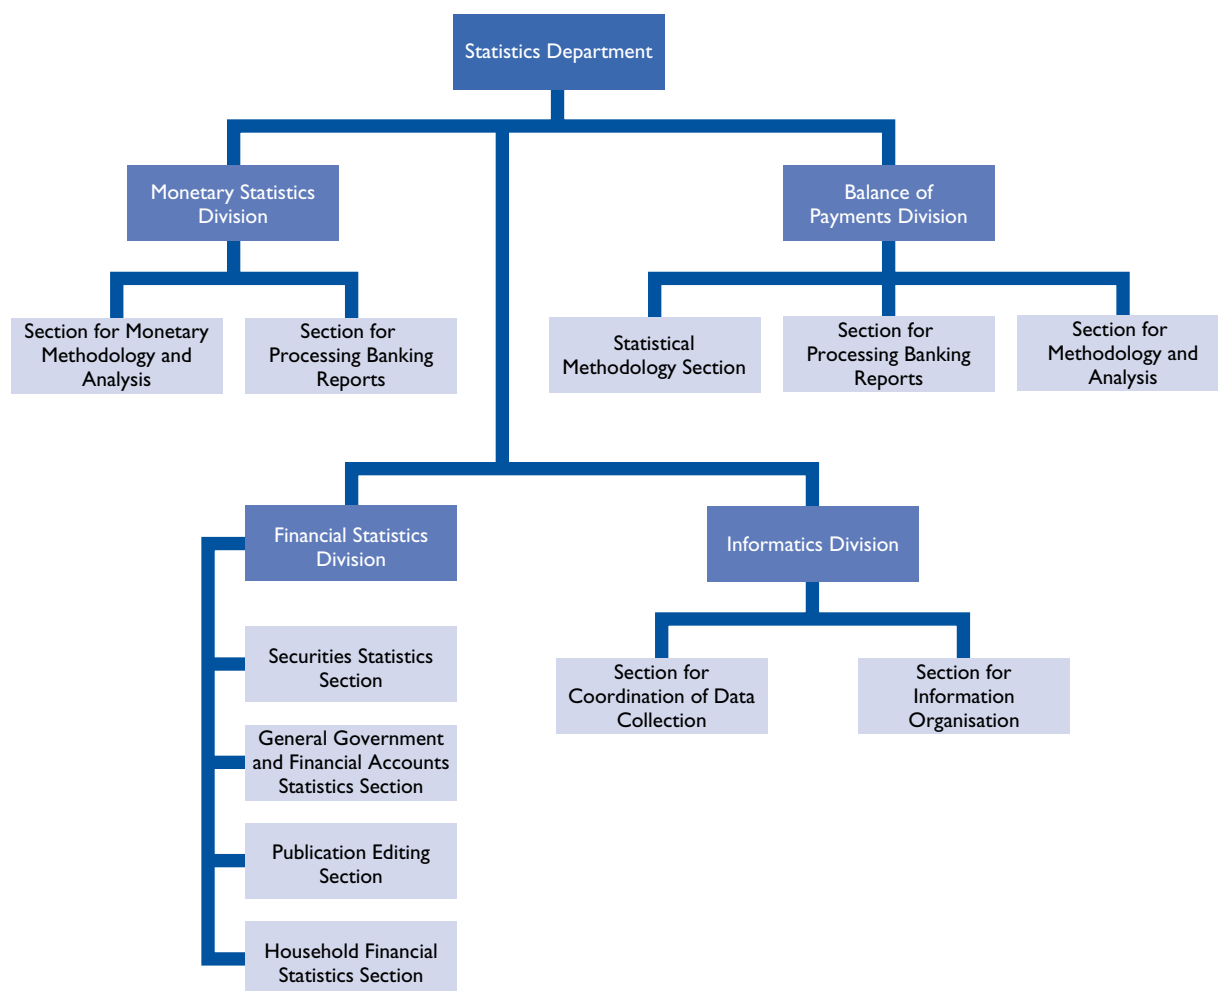 Statistics Department
Monetary Statistics
Division
Balance of
Payments Division
Section for Monetary
Methodology and
Analysis
Section for
Processing Banking
Reports
Statistical
Methodology Section
Section for
Processing Banking
Reports
Section for
Methodology and
Analysis
Financial Statistics
Division
Informatics Division
Securities Statistics
Section
General Government
and Financial Accounts
Statistics Section
Publication Editing
Section
Household Financial
Statistics Section
Section for
Coordination of Data
Collection
Section for
Information
Organisation